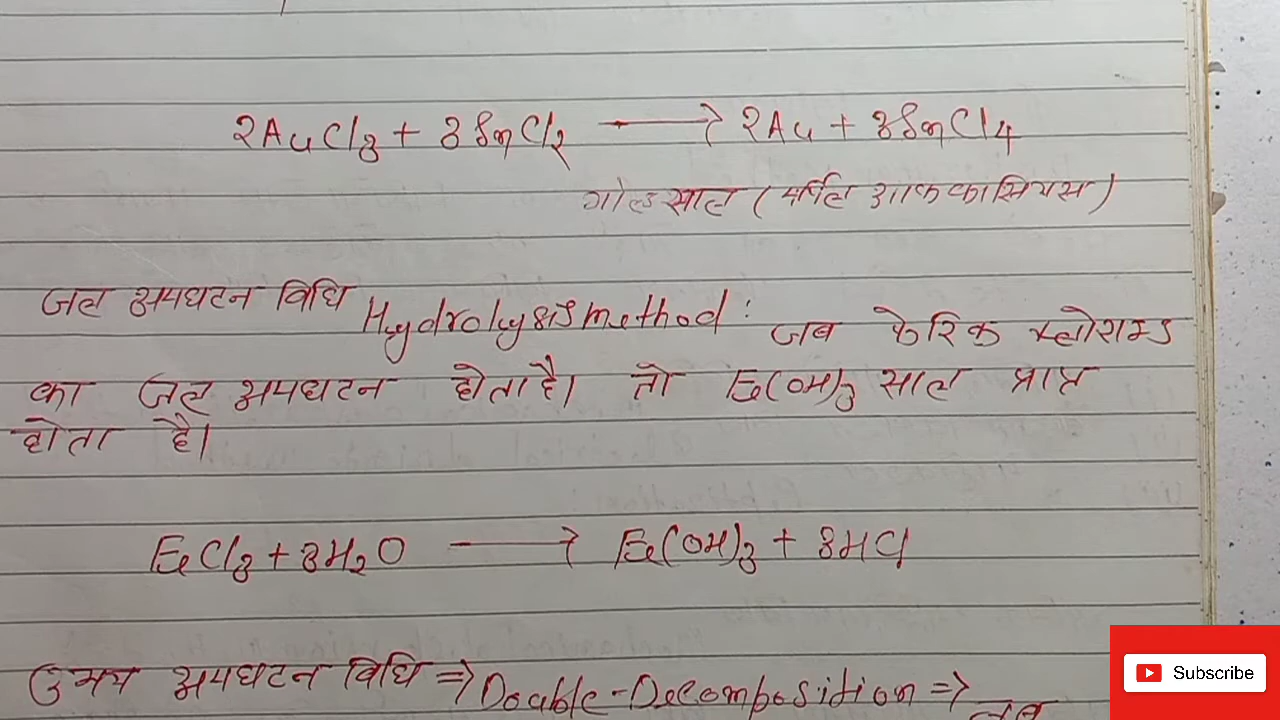 2AuCl3 + 3SnCl2 ⟶ 2Au + 3SnCl4
गोल्ड साल ( पर्पिल आफ कासियस )
जल अपघटन विधि Hydrolysis method : जब फेरिक क्लोराइड
का जल अपघटन होता है। तो Fe(OH)3 साल प्राप्त
होता है।
FeCl3 + 3H2O ⟶ Fe(OH)3 + 3HCl
उभय अपघटन विधि ⇒ Double-Decomposition ⇒ जब
Subscribe